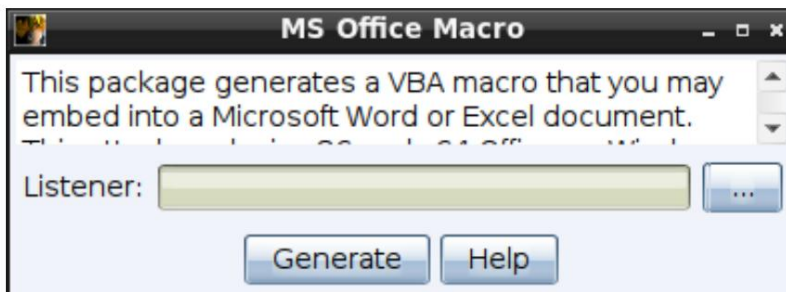 MS Office Macro
This package generates a VBA macro that you may
embed into a Microsoft Word or Excel document.
Listener:
...
Generate
Help